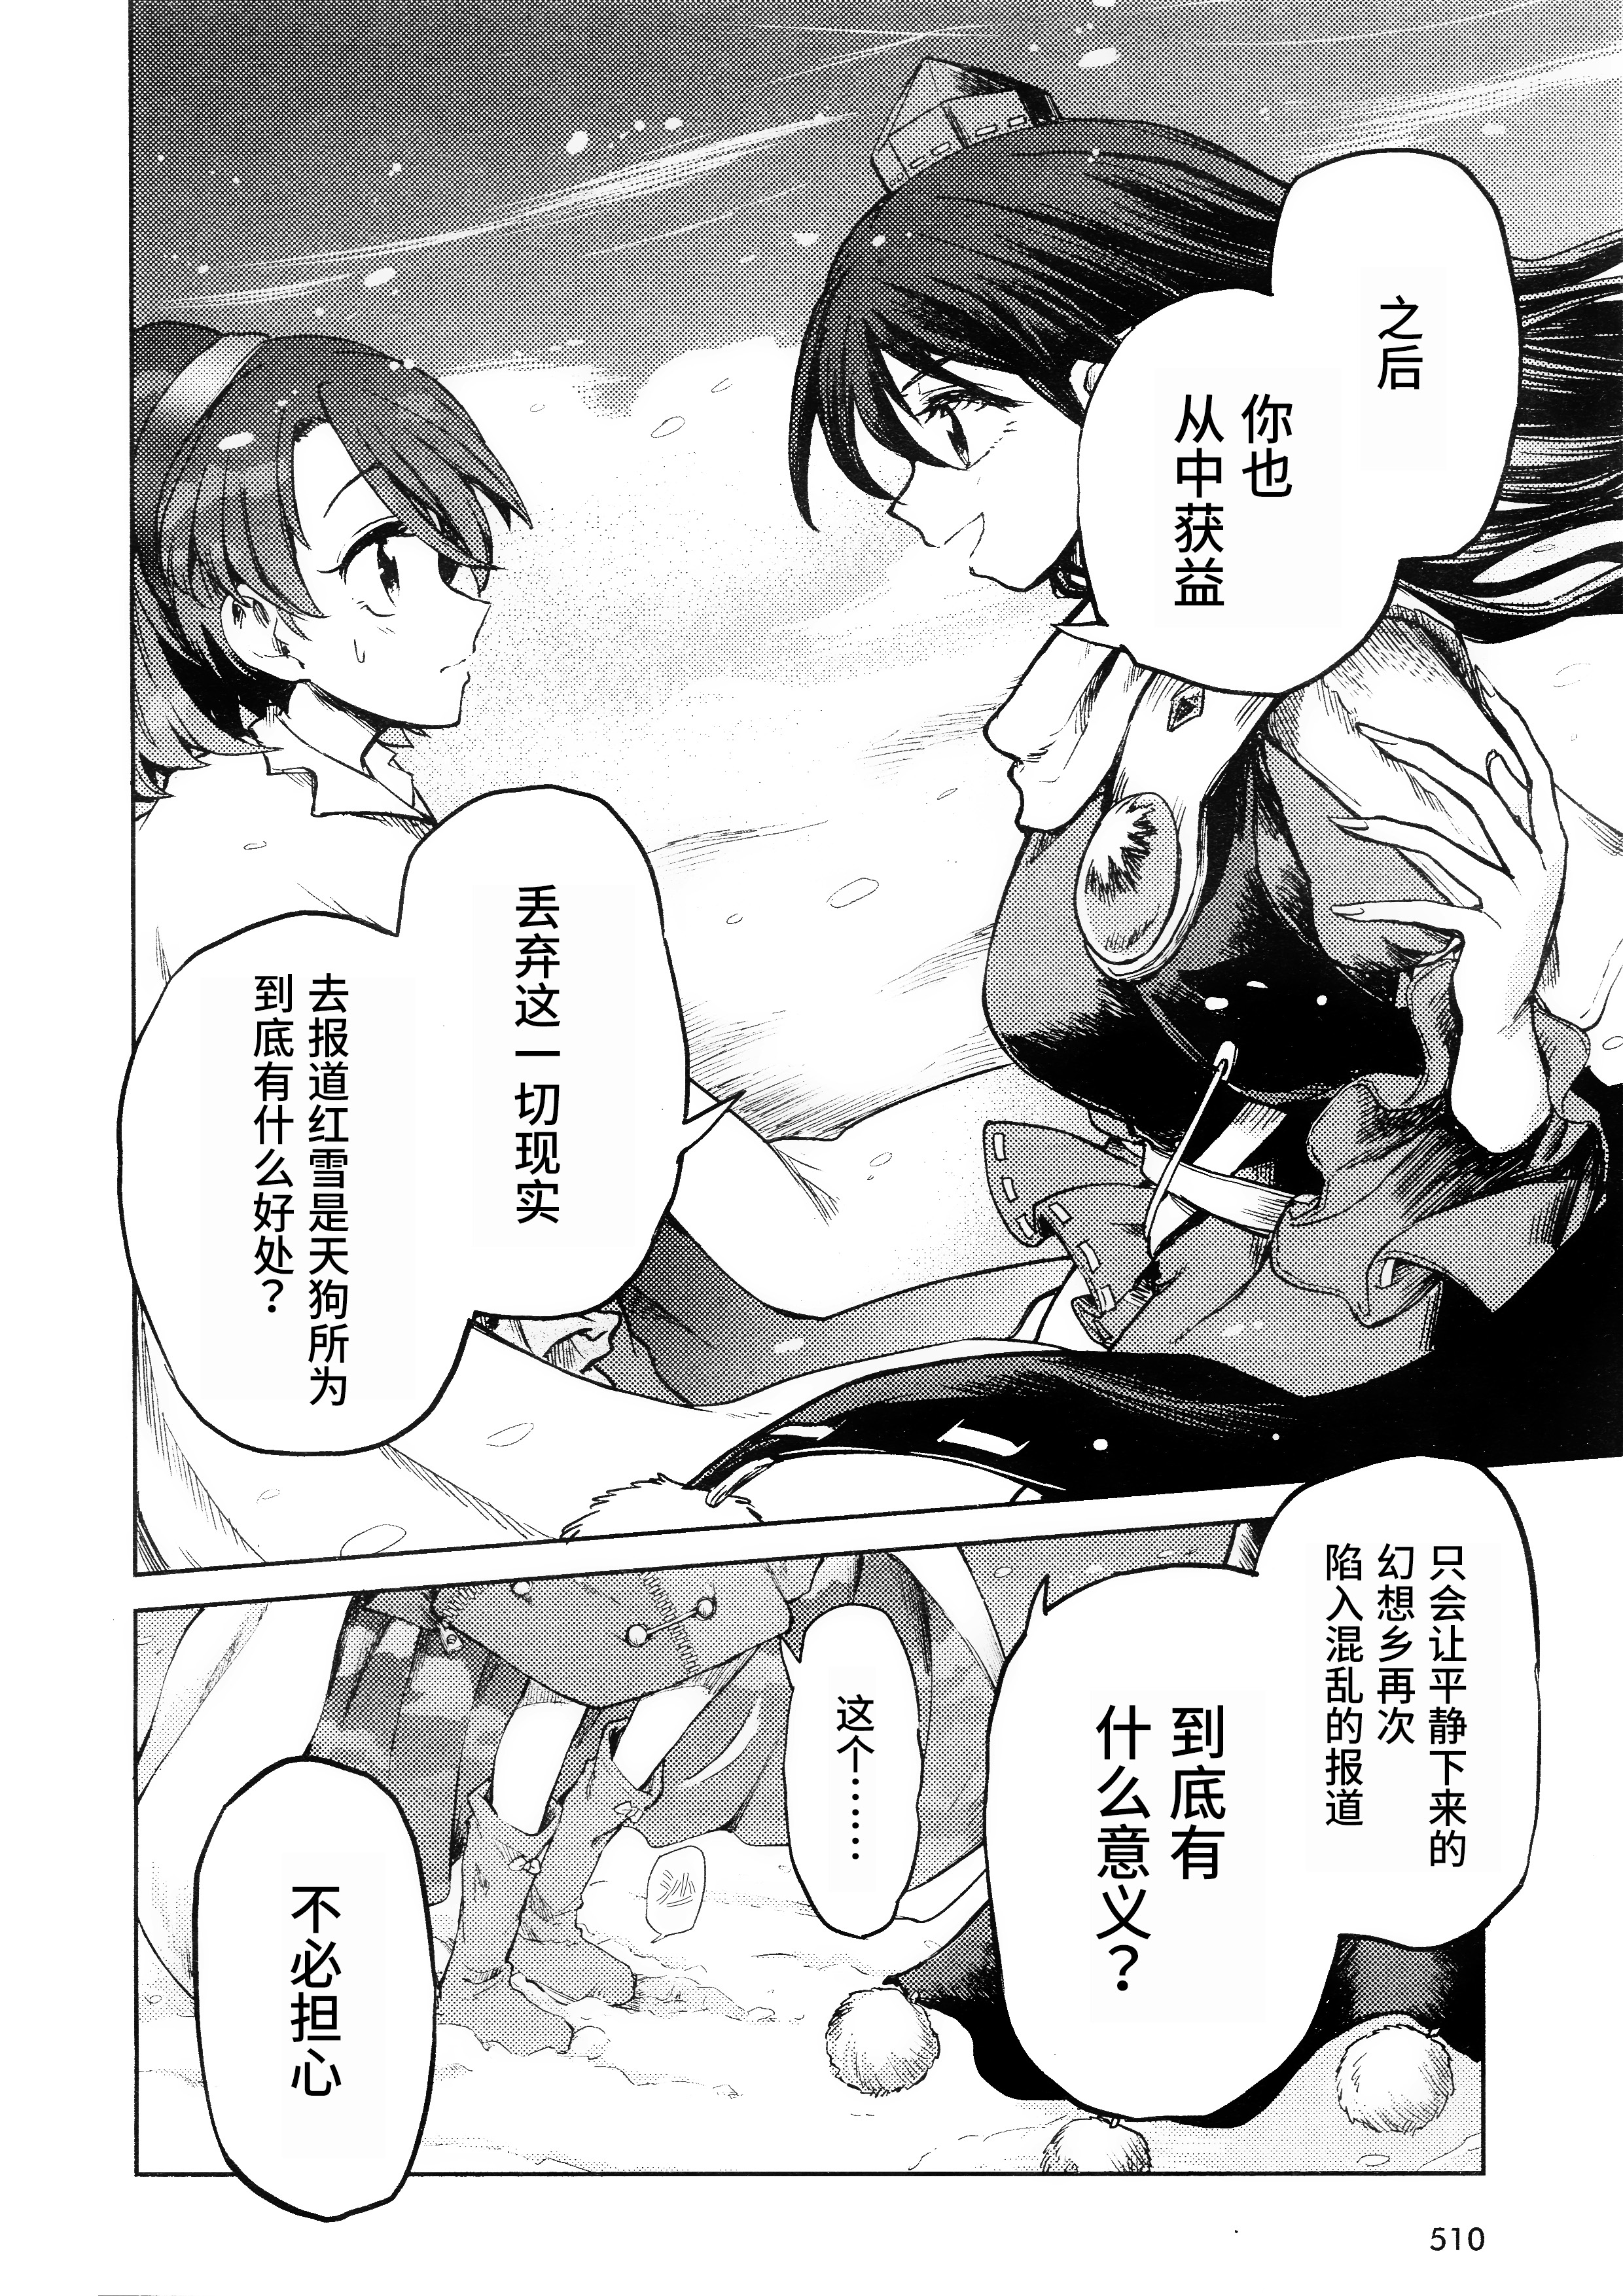 之后
你也
从中获益
丢弃这一切现实
去报道红雪是天狗所为
到底有什么好处？
只会让平静下来的
幻想乡再次
陷入混乱的报道
到底有
什么意义？
这个……
不必担心
510